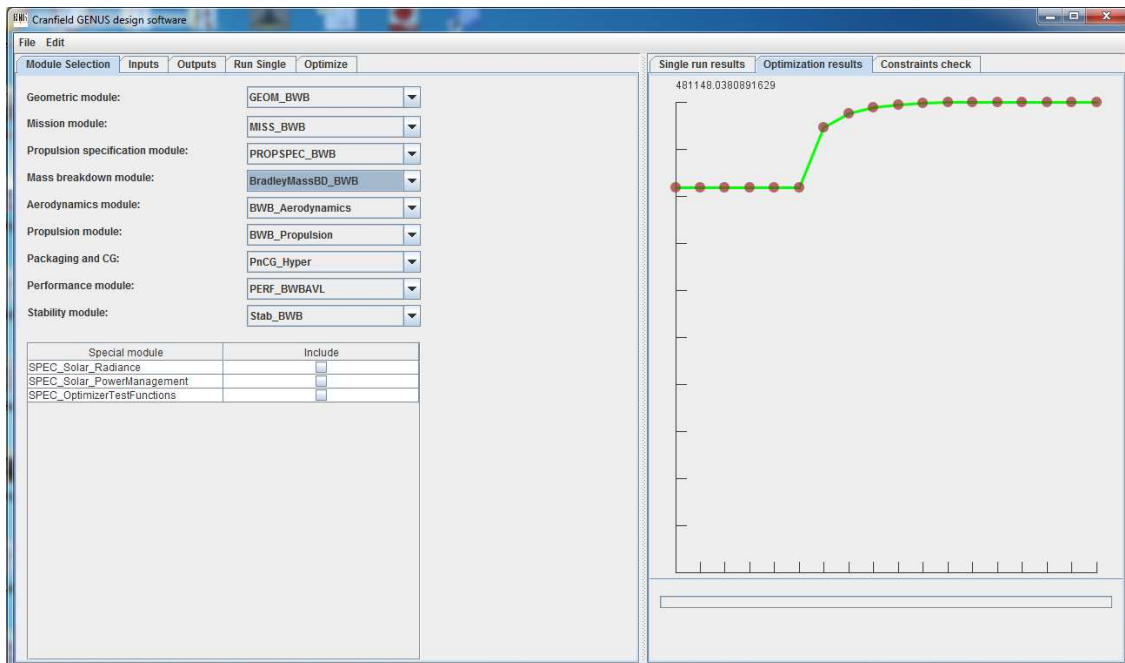 Cranfield GENUS design software
File Edit
Module Selection Inputs Outputs Run Single Optimize
Geometric module: GEOM_BWB
Mission module: MISS_BWB
Propulsion specification module: PROPSPEC_BWB
Mass breakdown module: BradleyMassBD_BWB
Aerodynamics module: BWB_Aerodynamics
Propulsion module: BWB_Propulsion
Packaging and CG: PnCG_Hyper
Performance module: PERF_BWBAVL
Stability module: Stab_BWB
Special module Include
SPEC_Solar_Radiance
SPEC_Solar_PowerManagement
SPEC_OptimizerTestFunctions
Single run results Optimization results Constraints check
481148.0380891629